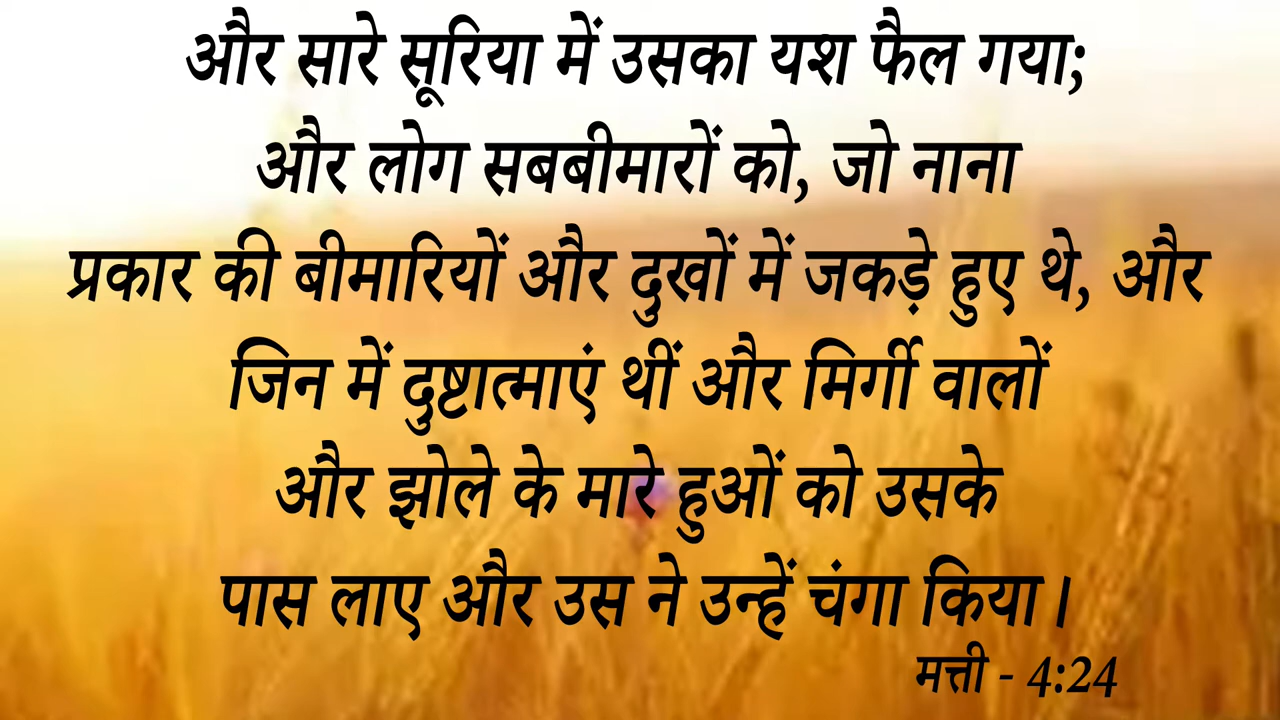 और सारे सूरिया में उसका यश फैल गया;
और लोग सबबीमारों को, जो नाना
प्रकार की बीमारियों और दुखों में जकड़े हुए थे, और
जिन में दुष्टात्माएं थीं और मिर्गी वालों
और झोले के मारे हुओं को उसके
पास लाए और उस ने उन्हें चंगा किया।
मत्ती - 4:24